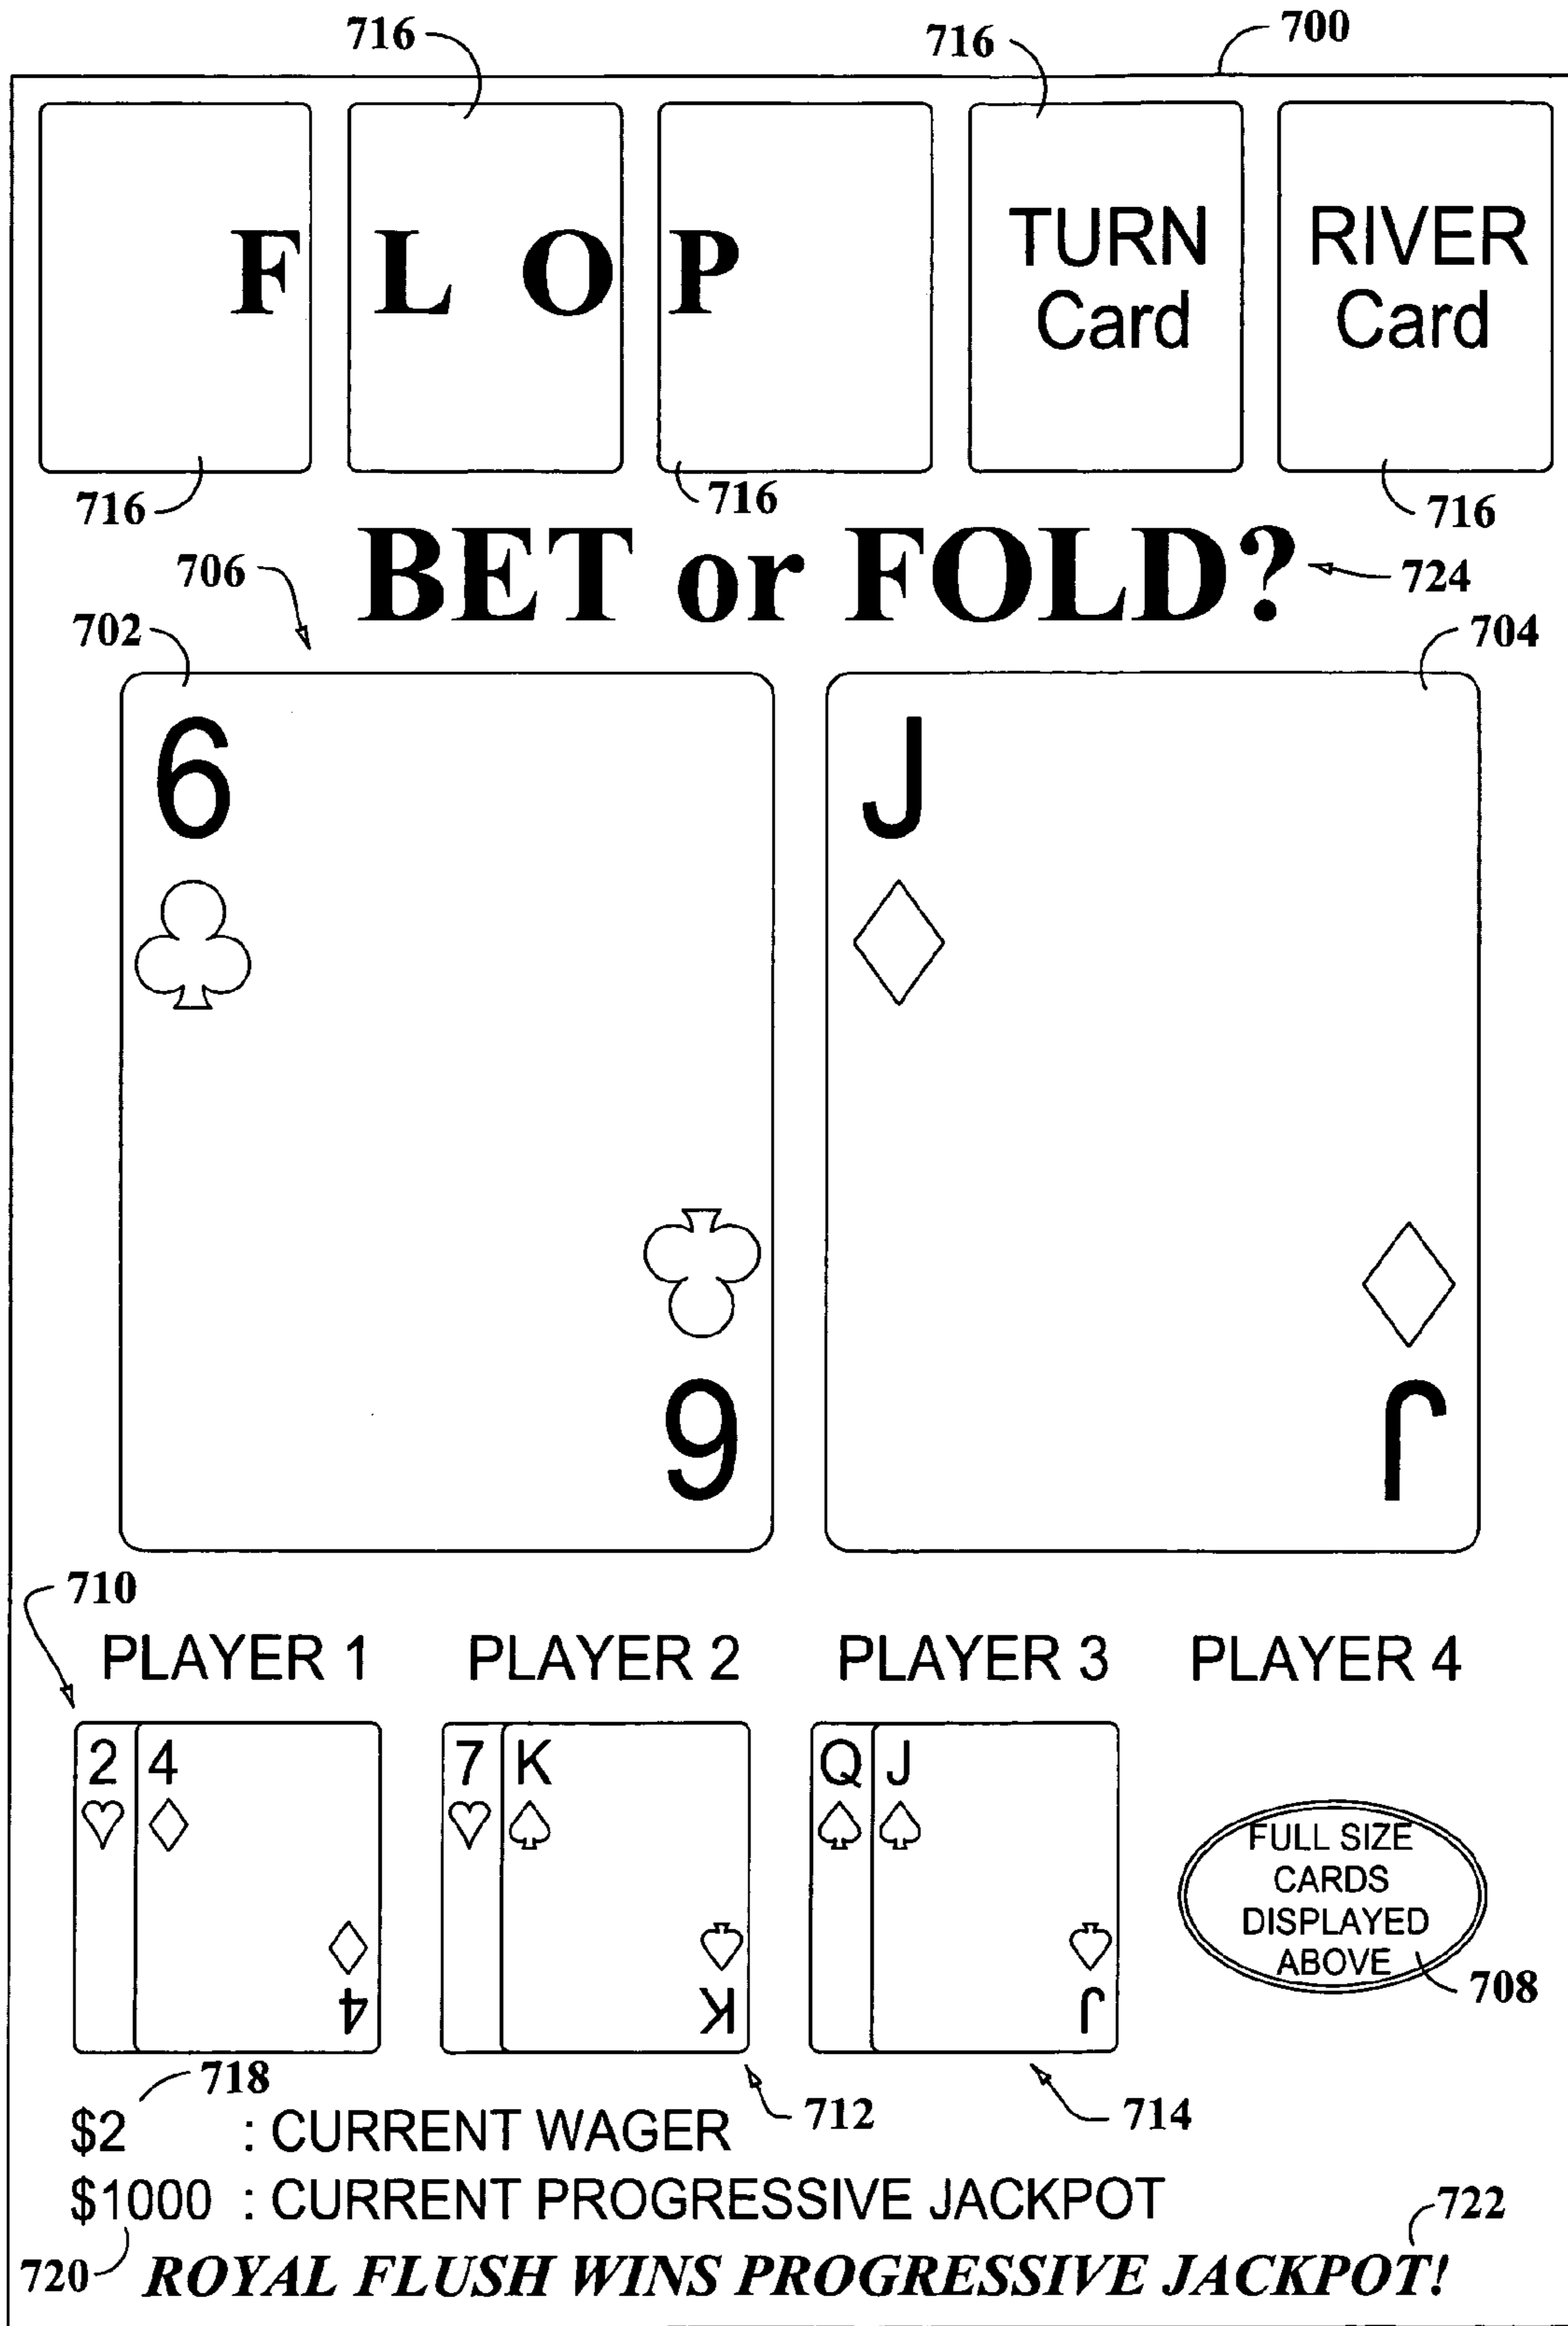 716 716 700
F L O P
TURN Card
RIVER Card
716 716 716
BET or FOLD?
706 724
702 704
6 J
6 J
710
PLAYER 1 PLAYER 2 PLAYER 3 PLAYER 4
2 4 7 K Q J
FULL SIZE
CARDS
DISPLAYED
ABOVE
708
4 K J
718 712 714
$2 : CURRENT WAGER
$1000 : CURRENT PROGRESSIVE JACKPOT
722
720 ROYAL FLUSH WINS PROGRESSIVE JACKPOT!